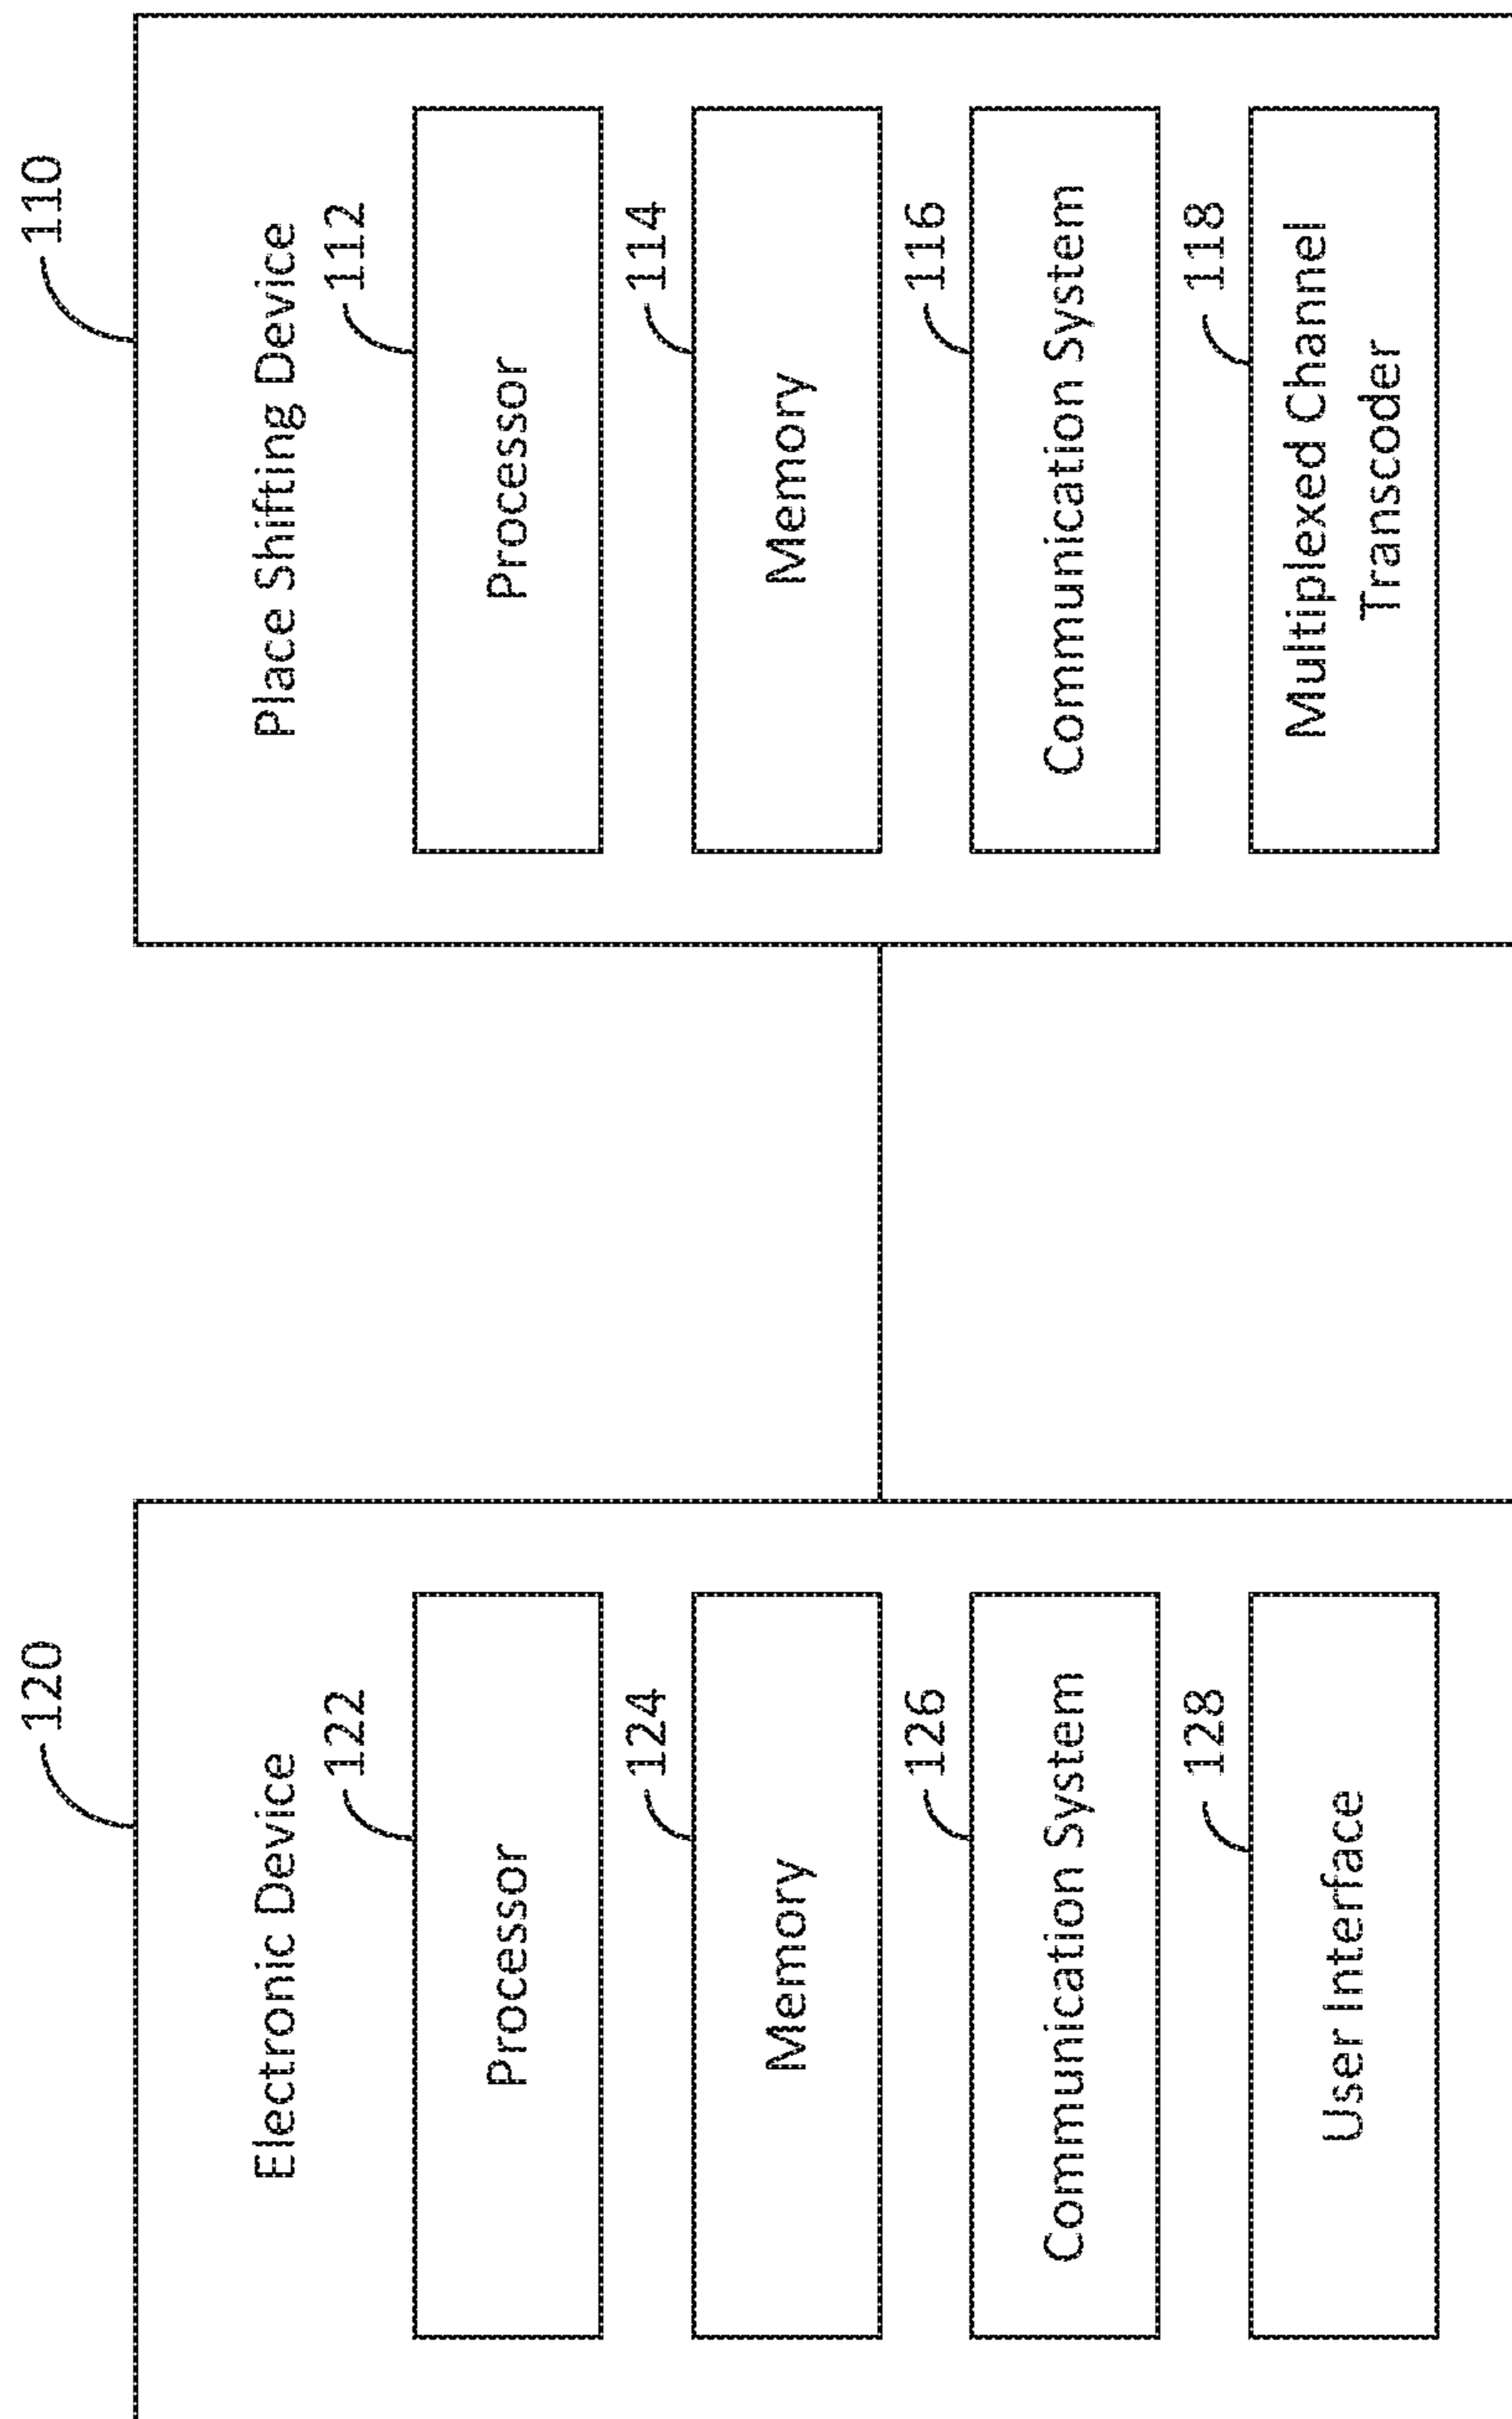 120
Electronic Device
122
Processor
124
Memory
126
Communication System
128
User Interface
110
Place Shifting Device
112
Processor
114
Memory
116
Communication System
118
Multiplexed Channel
Transcoder